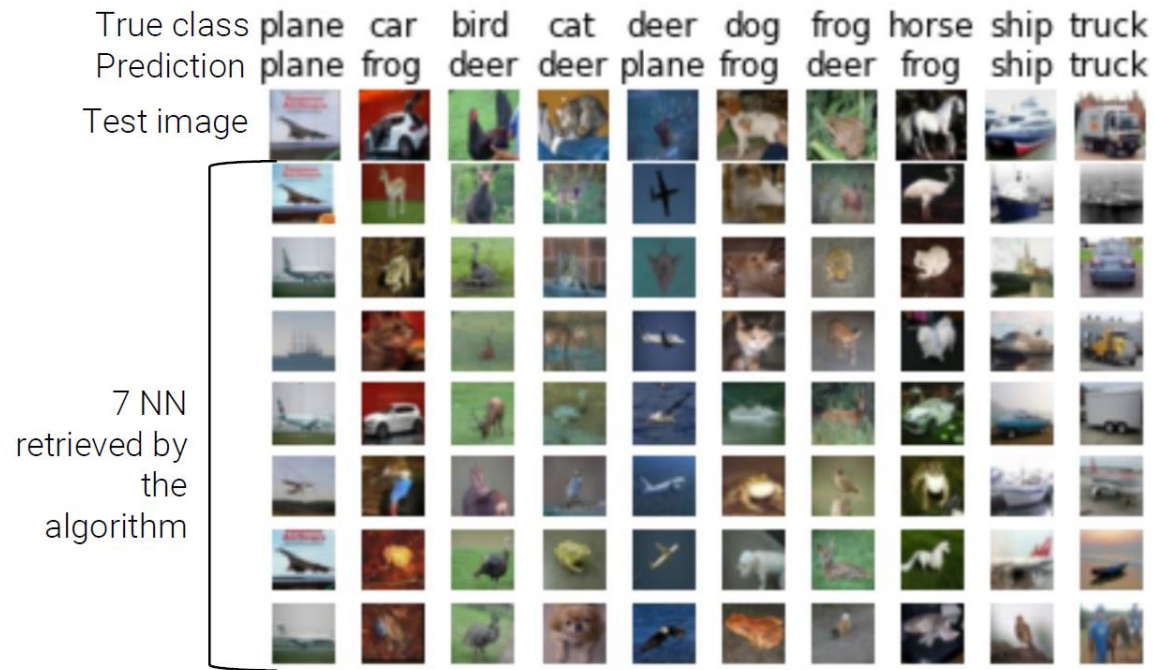 True class plane car bird cat deer dog frog horse ship truck
Prediction plane frog deer deer plane frog deer frog ship truck
Test image
7 NN
retrieved by
the
algorithm